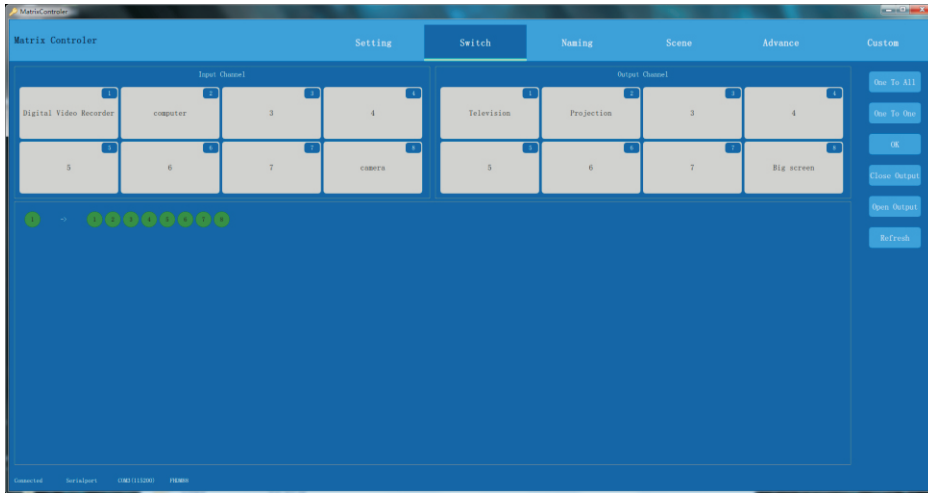 MatrixControler
Matrix Controler
Setting
Switch
Naming
Scene
Advance
Custom
Input Channel
Output Channel
1
Digital Video Recorder
2
computer
3
3
4
4
1
Television
2
Projection
3
3
4
4
5
5
6
6
7
7
8
camera
5
5
6
6
7
7
8
Big screen
One To All
One To One
OK
Close Output
Open Output
Refresh
1 -> 1 2 3 4 5 6 7 8
Connected Serialport COM3(115200)